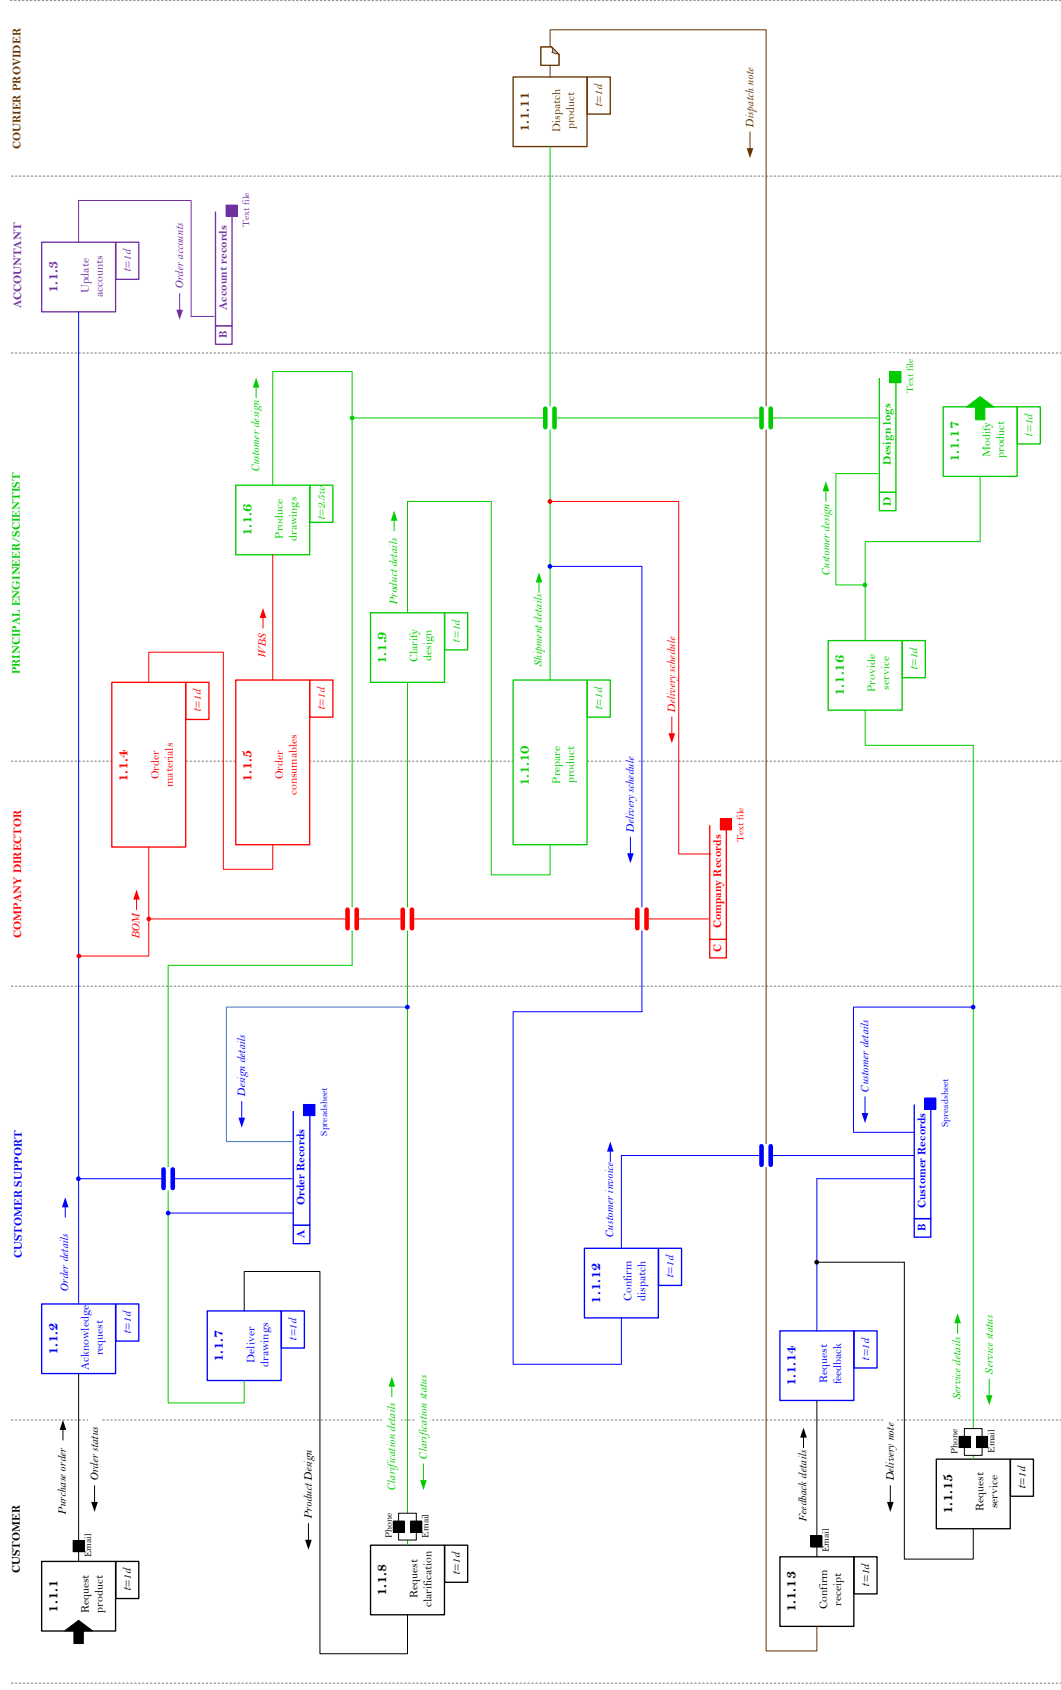 CUSTOMER
CUSTOMER SUPPORT
COMPANY DIRECTOR
PRINCIPAL ENGINEER/SCIENTIST
ACCOUNTANT
COURIER PROVIDER
1.1.1
Request
product
t=1d
Email
Purchase order
Order status
1.1.2
Acknowledge
request
t=1d
Order details
1.1.3
Update
accounts
t=1d
Order accounts
B Account records
Text file
BOM
1.1.4
Order
materials
t=1d
1.1.5
Order
consumables
t=1d
WBS
1.1.6
Produce
drawings
t=2.5w
Customer design
1.1.7
Deliver
drawings
t=1d
A Order Records
Spreadsheet
Design details
Product Design
1.1.8
Request
clarification
t=1d
Phone
Email
Clarification details
Clarification status
1.1.9
Clarify
design
t=1d
Product details
1.1.10
Prepare
product
t=1d
Shipment details
Delivery schedule
Delivery schedule
C Company Records
Text file
1.1.11
Dispatch
product
t=1d
Dispatch note
1.1.12
Confirm
dispatch
t=1d
Customer invoice
1.1.13
Confirm
receipt
t=1d
Email
Feedback details
1.1.14
Request
feedback
t=1d
B Customer Records
Spreadsheet
Customer details
Delivery note
1.1.15
Request
service
t=1d
Phone
Email
Service details
Service status
1.1.16
Provide
service
t=1d
Customer design
D Design logs
Text file
1.1.17
Modify
product
t=1d